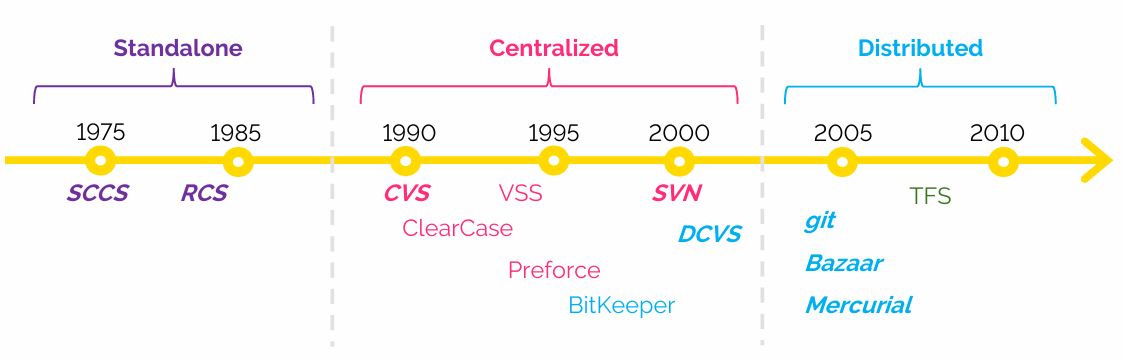 Standalone
Centralized
Distributed
1975
1985
1990
1995
2000
2005
2010
SCCS
RCS
CVS
VSS
SVN
TFS
ClearCase
DCVS
git
Preforce
Bazaar
BitKeeper
Mercurial